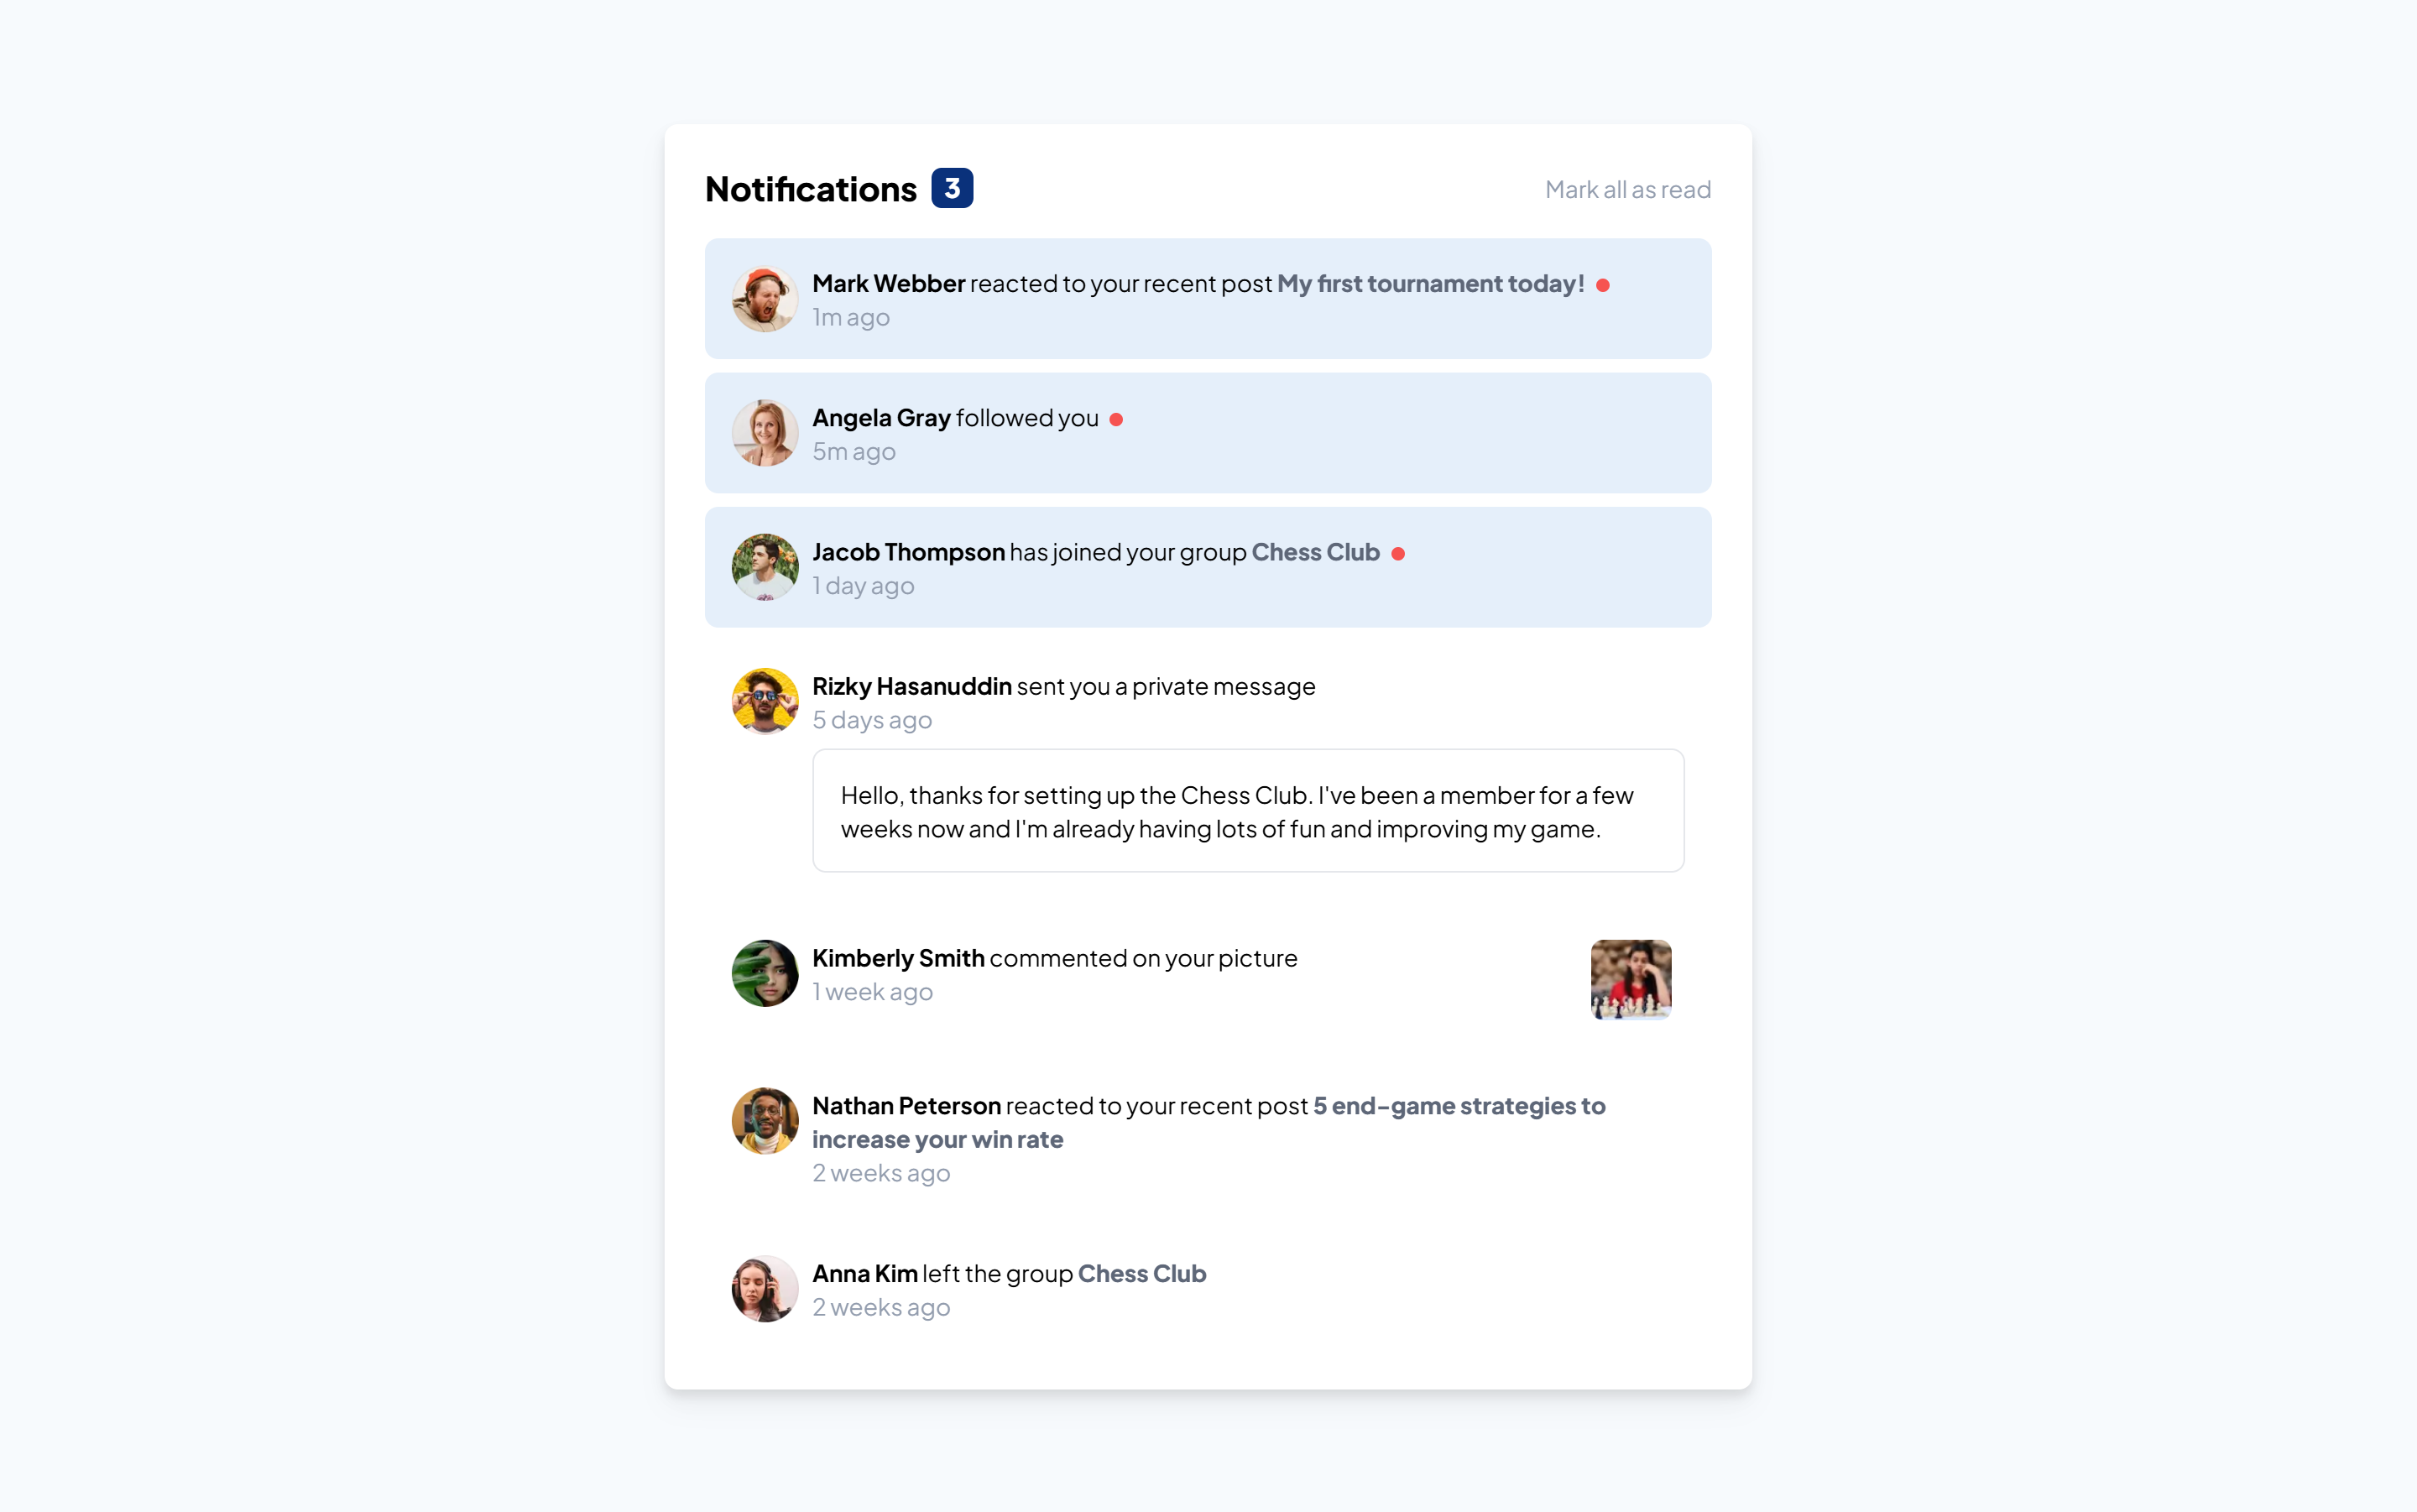 Notifications 3
Mark all as read
Mark Webber reacted to your recent post My first tournament today!
1m ago
Angela Gray followed you
5m ago
Jacob Thompson has joined your group Chess Club
1 day ago
Rizky Hasanuddin sent you a private message
5 days ago
Hello, thanks for setting up the Chess Club. I've been a member for a few
weeks now and I'm already having lots of fun and improving my game.
Kimberly Smith commented on your picture
1 week ago
Nathan Peterson reacted to your recent post 5 end-game strategies to
increase your win rate
2 weeks ago
Anna Kim left the group Chess Club
2 weeks ago